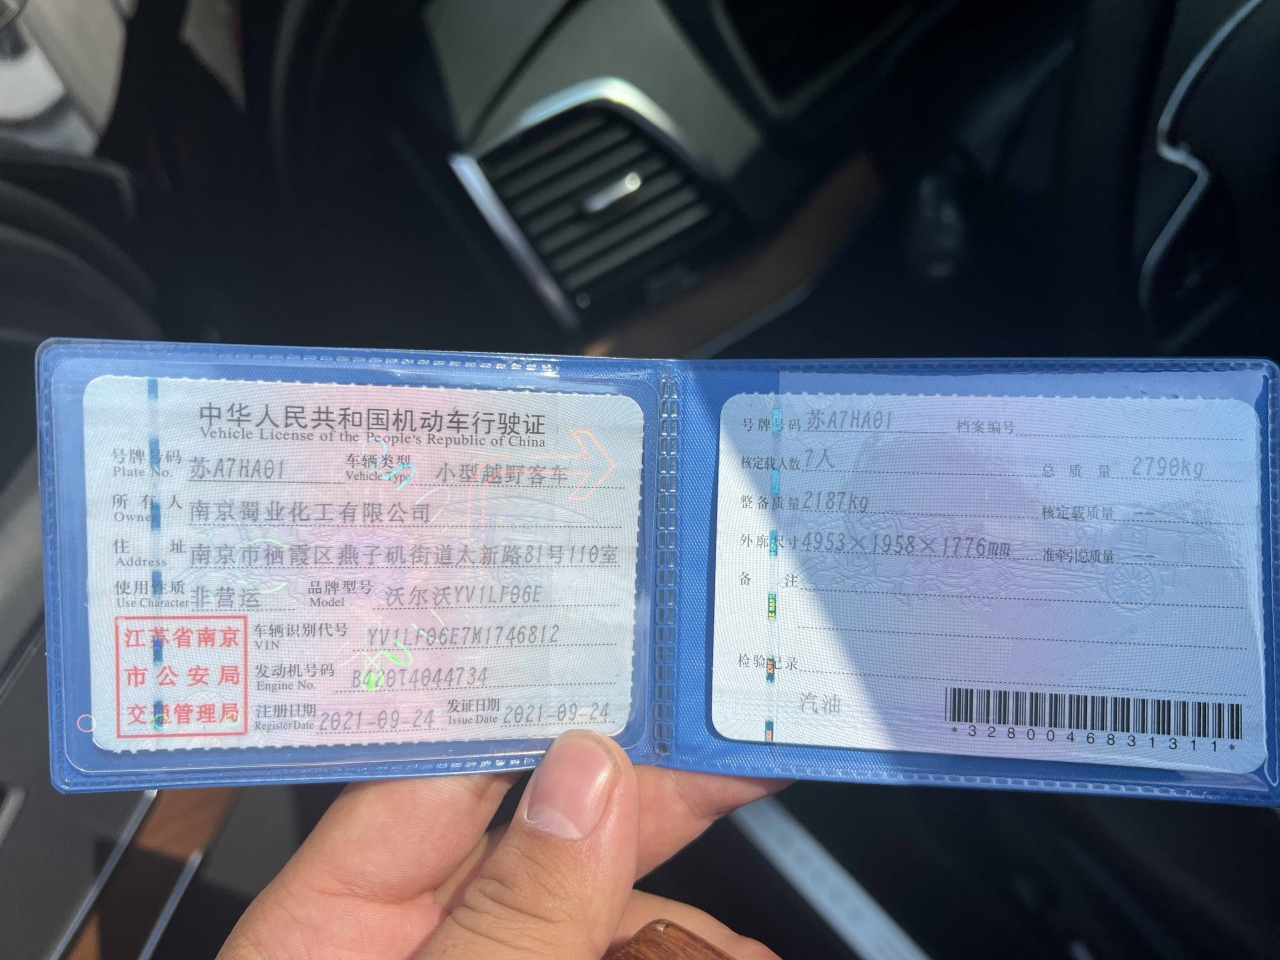 中华人民共和国机动车行驶证
Vehicle License of the People's Republic of China
号牌号码 Plate No. 苏A7HA01 车辆类型 Vehicle Type 小型越野客车
所有人 Owner 南京蜀业化工有限公司
住址 Address 南京市栖霞区燕子矶街道太新路81号110室
使用性质 Use Character 非营运 品牌型号 Model 沃尔沃YV1LF06E
江苏省南京市公安局交通管理局
车辆识别代号 VIN YV1LF06E7M1746812
发动机号码 Engine No. B420T4044734
注册日期 Register Date 2021-09-24 发证日期 Issue Date 2021-09-24
号牌号码 苏A7HA01 档案编号
核定载人数 7人 总质量 2790kg
整备质量 2187kg 核定载质量 —
外廓尺寸 4953×1958×1776mm 准牵引总质量 —
备注
检验记录
汽油
*3280046831311*